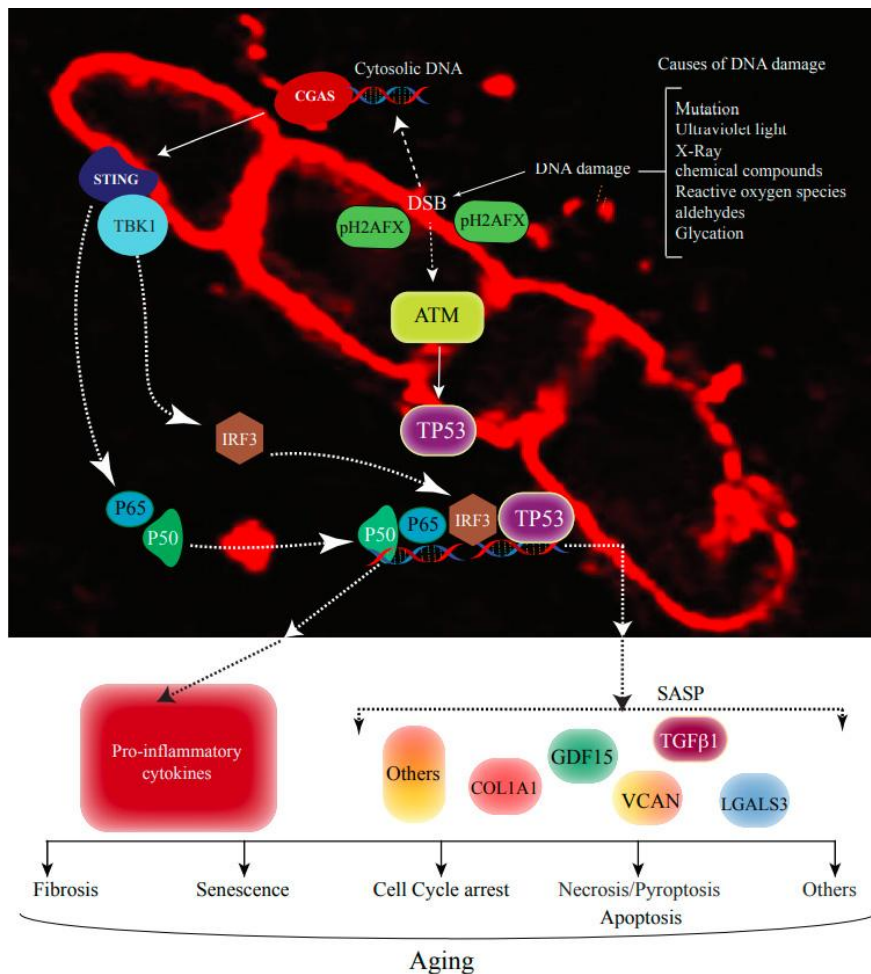 Cytosolic DNA
CGAS
Causes of DNA damage
Mutation
Ultraviolet light
X-Ray
chemical compounds
Reactive oxygen species
aldehydes
Glycation
DNA damage
STING
TBK1
DSB
pH2AFX
pH2AFX
ATM
TP53
IRF3
P65
P50
P50
P65
IRF3
TP53
SASP
Pro-inflammatory
cytokines
Others
COL1A1
GDF15
TGFβ1
VCAN
LGALS3
Fibrosis
Senescence
Cell Cycle arrest
Necrosis/Pyroptosis
Apoptosis
Others
Aging